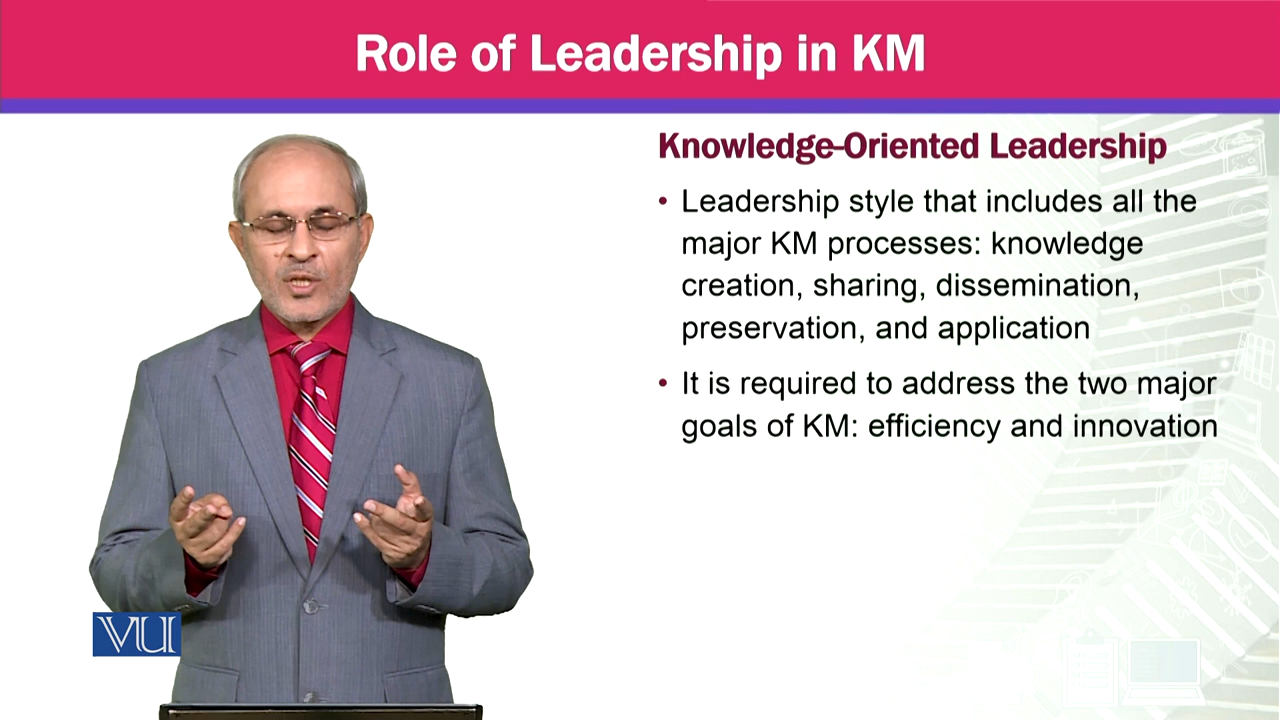 Role of Leadership in KM
Knowledge-Oriented Leadership
• Leadership style that includes all the
major KM processes: knowledge
creation, sharing, dissemination,
preservation, and application
• It is required to address the two major
goals of KM: efficiency and innovation
VU